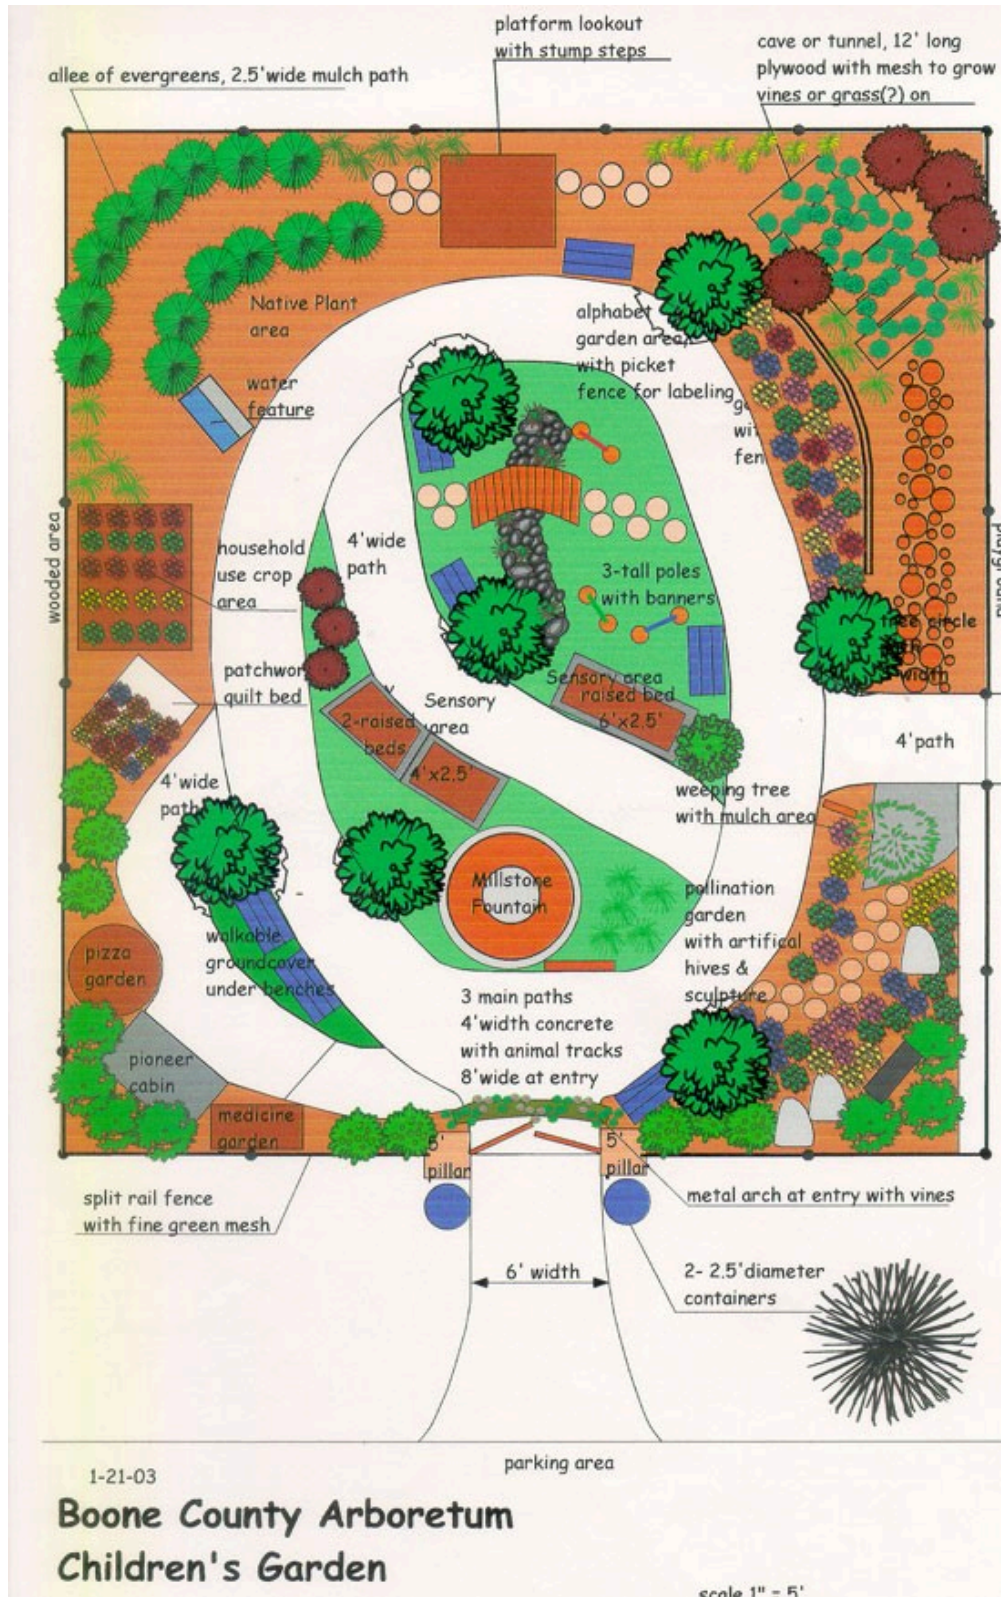 platform lookout
with stump steps
cave or tunnel, 12' long
plywood with mesh to grow
vines or grass(?) on
allee of evergreens, 2.5'wide mulch path
Native Plant
area
alphabet
garden area,
with picket
fence for labeling
water
feature
wooded area
household
use crop
area
4'wide
path
3-tall poles
with banners
tree circle
width
patchwor
quilt bed
Sensory
area
Sensory area
raised bed
6'x2.5'
2-raised
beds
4'x2.5'
4'path
4'wide
path
weeping tree
with mulch area
Millstone
Fountain
pollination
garden
with artifical
hives &
sculpture
walkable
groundcover
under benches
pizza
garden
3 main paths
4'width concrete
with animal tracks
8'wide at entry
pioneer
cabin
medicine
garden
5'
pillar
5'
pillar
split rail fence
with fine green mesh
metal arch at entry with vines
6' width
2- 2.5'diameter
containers
parking area
1-21-03
Boone County Arboretum
Children's Garden
scale 1" = 5'